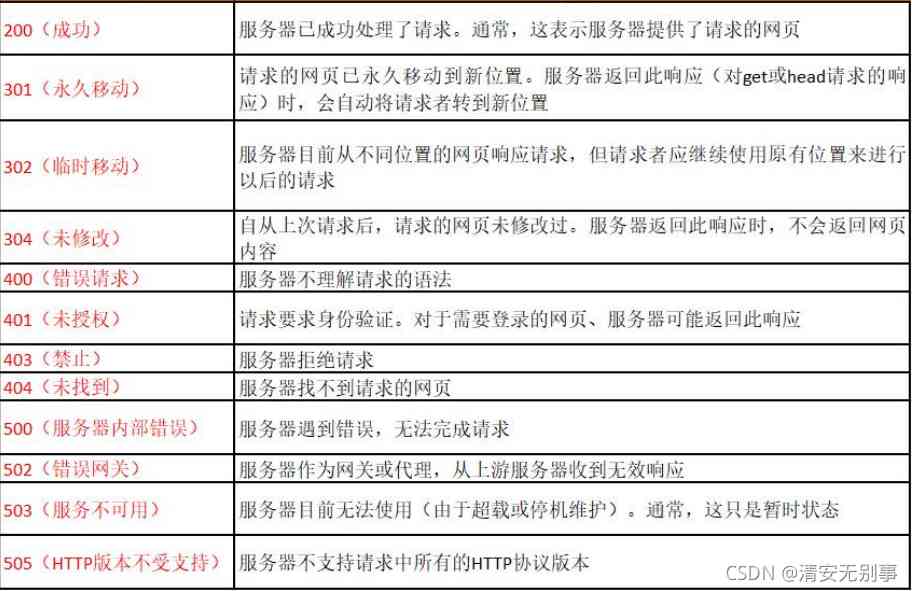 200（成功）
服务器已成功处理了请求。通常，这表示服务器提供了请求的网页
301（永久移动）
请求的网页已永久移动到新位置。服务器返回此响应（对get或head请求的响
应）时，会自动将请求者转到新位置
302（临时移动）
服务器目前从不同位置的网页响应请求，但请求者应继续使用原有位置来进行
以后的请求
304（未修改）
自从上次请求后，请求的网页未修改过。服务器返回此响应时，不会返回网页
内容
400（错误请求）
服务器不理解请求的语法
401（未授权）
请求要求身份验证。对于需要登录的网页、服务器可能返回此响应
403（禁止）
服务器拒绝请求
404（未找到）
服务器找不到请求的网页
500（服务器内部错误）
服务器遇到错误，无法完成请求
502（错误网关）
服务器作为网关或代理，从上游服务器收到无效响应
503（服务不可用）
服务器目前无法使用（由于超载或停机维护）。通常，这只是暂时状态
505（HTTP版本不受支持）
服务器不支持请求中所有的HTTP协议版本
CSDN @清安无别事